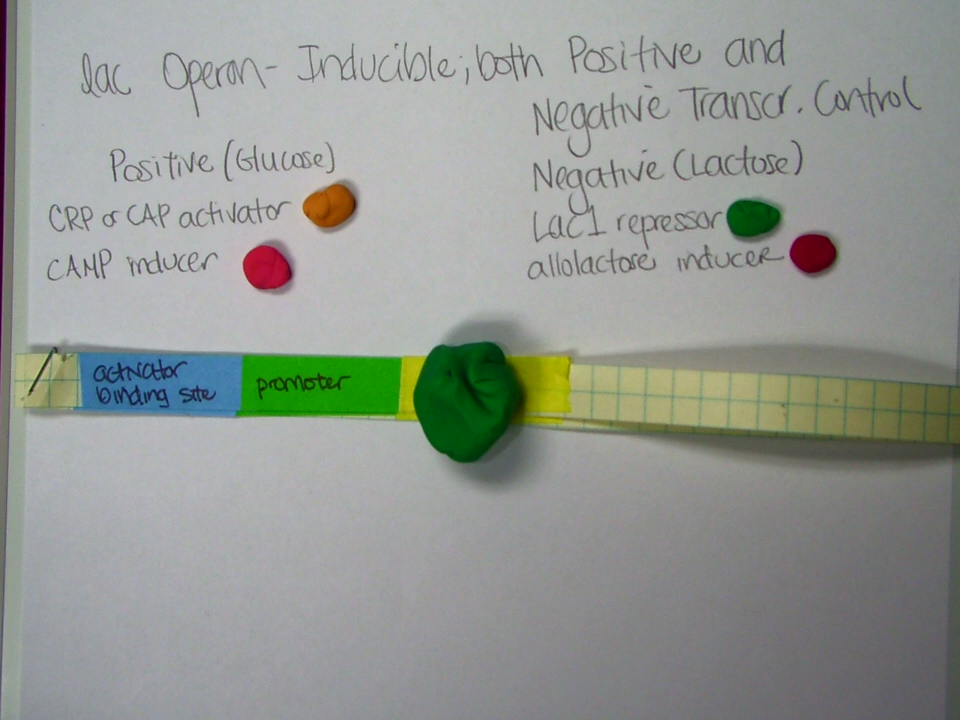 lac Operon - Inducible; both Positive and
Negative Transcr. Control
Positive (Glucose)
CRP or CAP activator
CAMP inducer
Negative (Lactose)
Lac1 repressor
allolactose inducer
activator
binding site
promoter